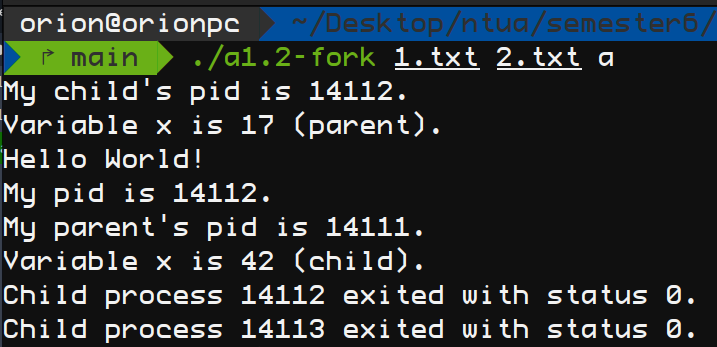 orion@orionpc ~/Desktop/ntua/semester6/
main ./a1.2-fork 1.txt 2.txt a
My child's pid is 14112.
Variable x is 17 (parent).
Hello World!
My pid is 14112.
My parent's pid is 14111.
Variable x is 42 (child).
Child process 14112 exited with status 0.
Child process 14113 exited with status 0.